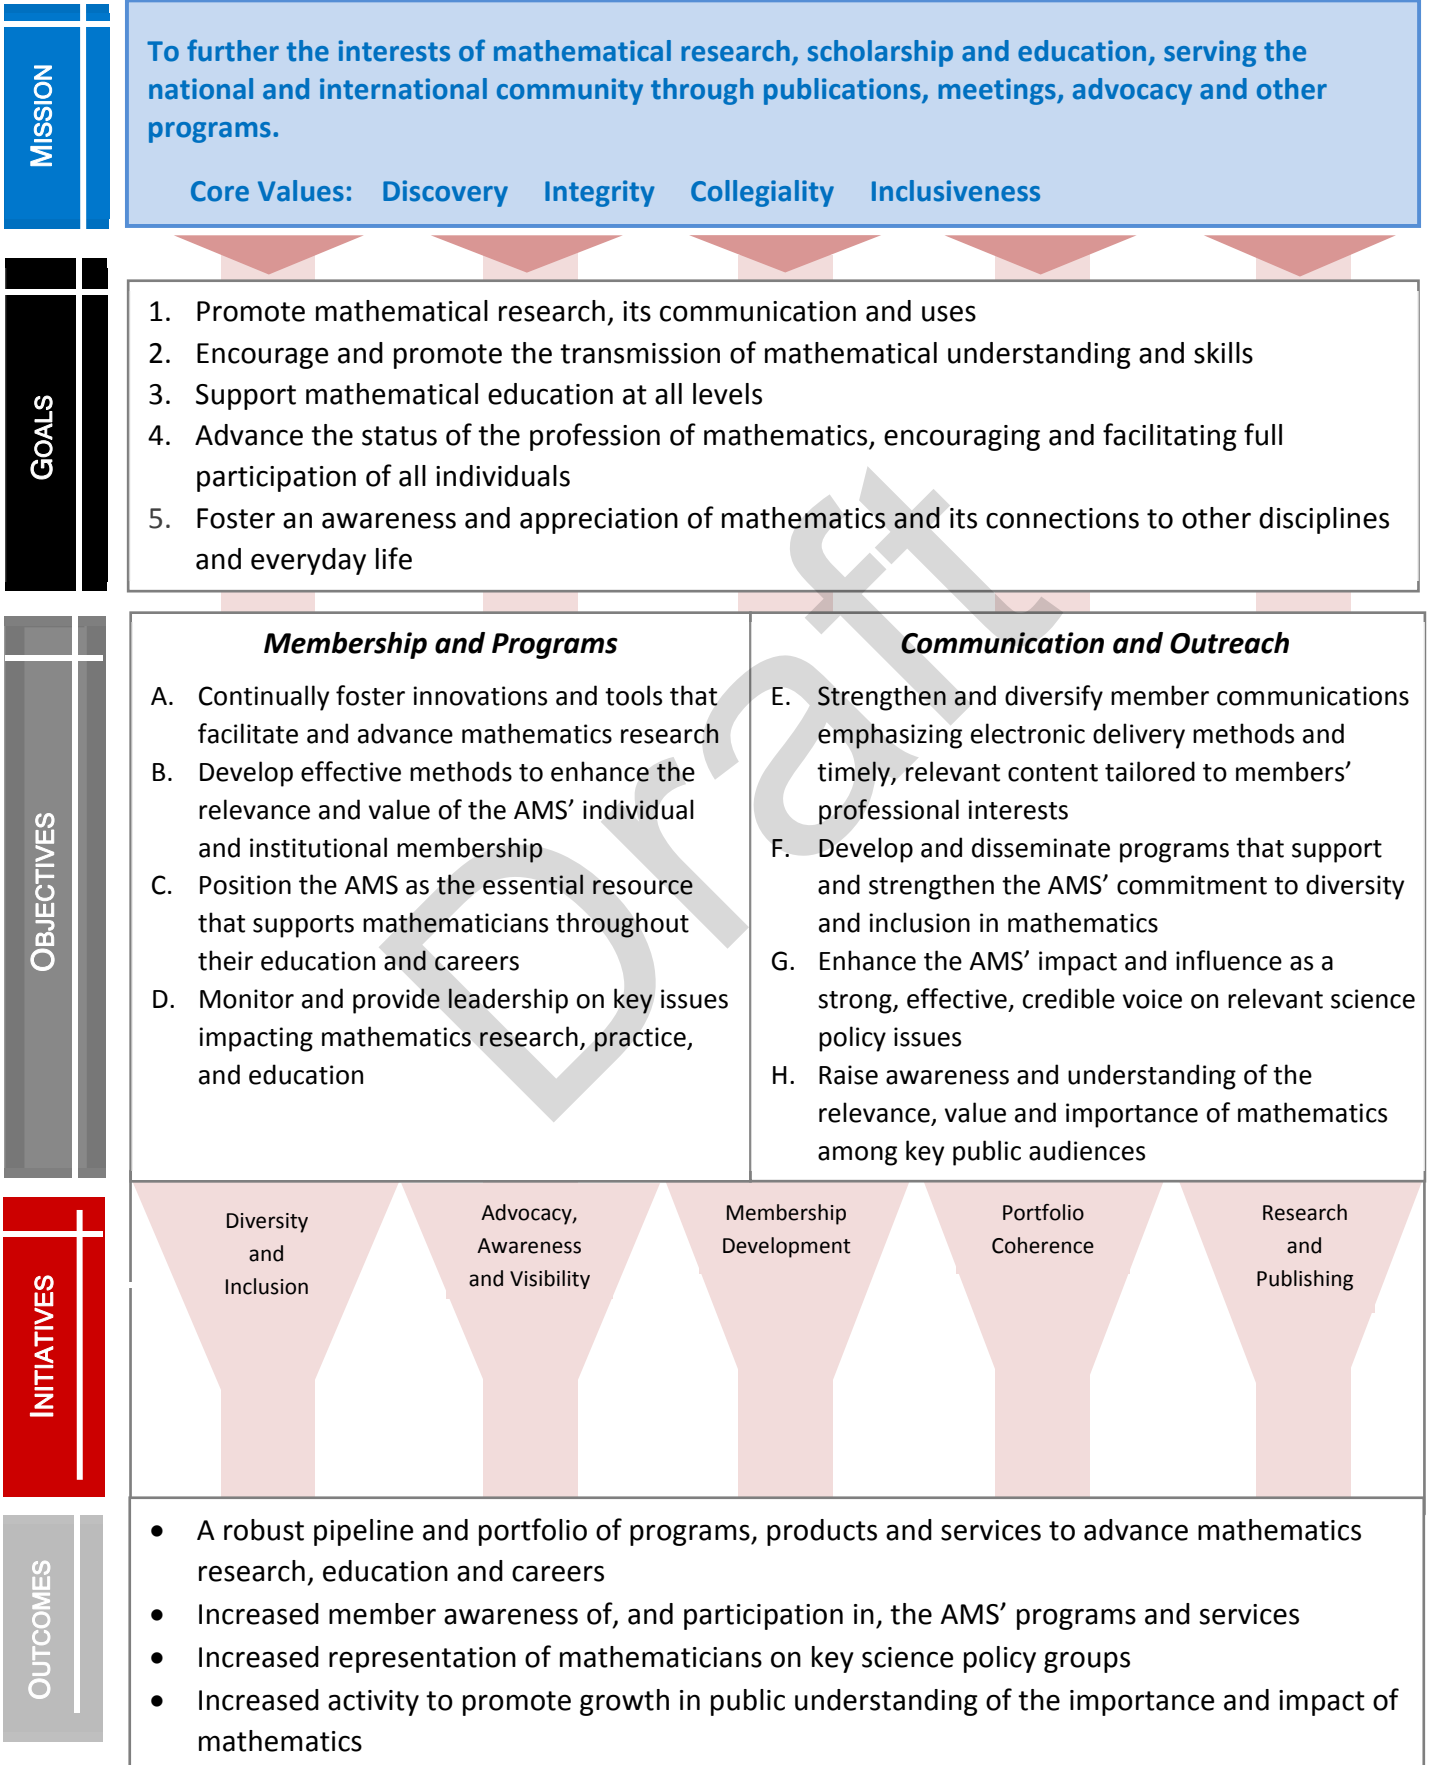 MISSION
To further the interests of mathematical research, scholarship and education, serving the
national and international community through publications, meetings, advocacy and other
programs.
Core Values: Discovery Integrity Collegiality Inclusiveness
GOALS
1. Promote mathematical research, its communication and uses
2. Encourage and promote the transmission of mathematical understanding and skills
3. Support mathematical education at all levels
4. Advance the status of the profession of mathematics, encouraging and facilitating full
participation of all individuals
5. Foster an awareness and appreciation of mathematics and its connections to other disciplines
and everyday life
OBJECTIVES
Membership and Programs
A. Continually foster innovations and tools that
facilitate and advance mathematics research
B. Develop effective methods to enhance the
relevance and value of the AMS’ individual
and institutional membership
C. Position the AMS as the essential resource
that supports mathematicians throughout
their education and careers
D. Monitor and provide leadership on key issues
impacting mathematics research, practice,
and education
Communication and Outreach
E. Strengthen and diversify member communications
emphasizing electronic delivery methods and
timely, relevant content tailored to members’
professional interests
F. Develop and disseminate programs that support
and strengthen the AMS’ commitment to diversity
and inclusion in mathematics
G. Enhance the AMS’ impact and influence as a
strong, effective, credible voice on relevant science
policy issues
H. Raise awareness and understanding of the
relevance, value and importance of mathematics
among key public audiences
Draft
INITIATIVES
Diversity
and
Inclusion
Advocacy,
Awareness
and Visibility
Membership
Development
Portfolio
Coherence
Research
and
Publishing
OUTCOMES
• A robust pipeline and portfolio of programs, products and services to advance mathematics
research, education and careers
• Increased member awareness of, and participation in, the AMS’ programs and services
• Increased representation of mathematicians on key science policy groups
• Increased activity to promote growth in public understanding of the importance and impact of
mathematics